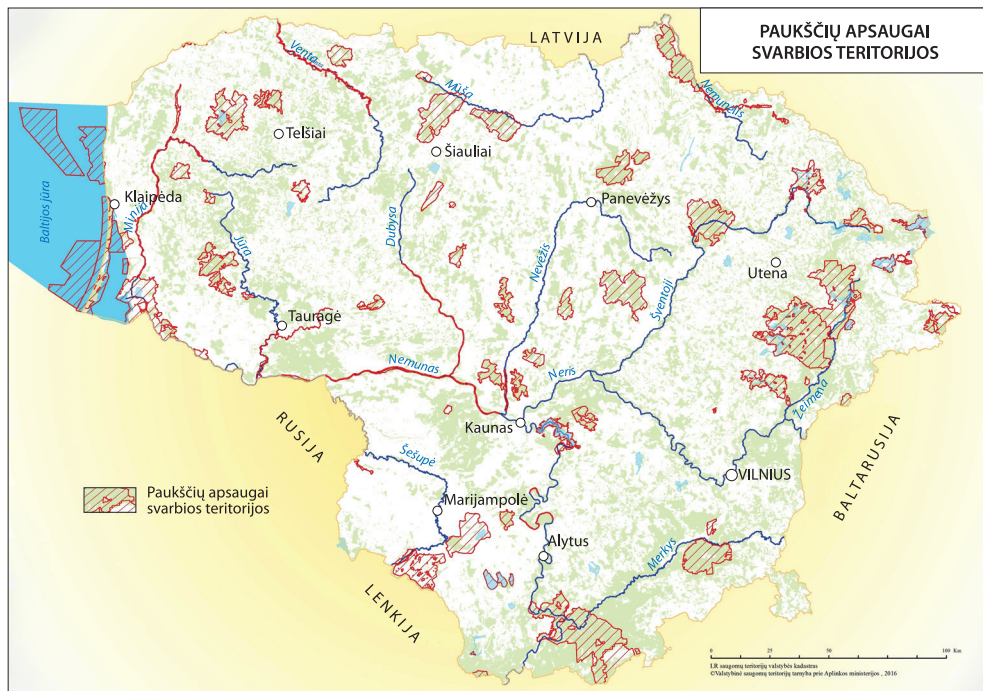 PAUKŠČIŲ APSAUGAI
SVARBIOS TERITORIJOS
LATVIJA
Venta
Mūša
Nemunėlis
Telšiai
Šiauliai
Baltijos jūra
Klaipėda
Minija
Panevėžys
Jūra
Dubysa
Nevėžis
Utena
Šventoji
Tauragė
Nemunas
Neris
Žeimena
Kaunas
RUSIJA
Šešupė
VILNIUS
BALTARUSIJA
Paukščių apsaugai
svarbios teritorijos
Marijampolė
Alytus
Merkys
LENKIJA
0 25 50 100 Km
LR saugomų teritorijų valstybės kadastras
©Valstybinė saugomų teritorijų tarnyba prie Aplinkos ministerijos , 2016